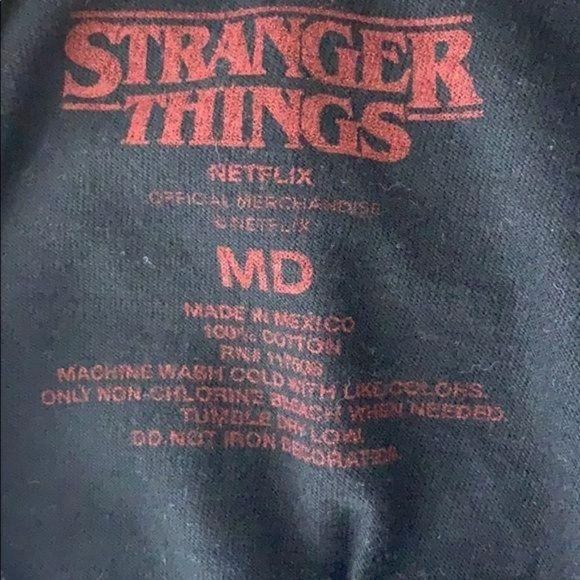 STRANGER
THINGS
NETFLIX
OFFICIAL MERCHANDISE
©NETFLIX
MD
MADE IN MEXICO
100% COTTON
RN#
MACHINE WASH COLD WITH LIKE COLORS.
ONLY NON-CHLORINE BLEACH WHEN NEEDED.
TUMBLE DRY LOW.
DO NOT IRON DECORATION.